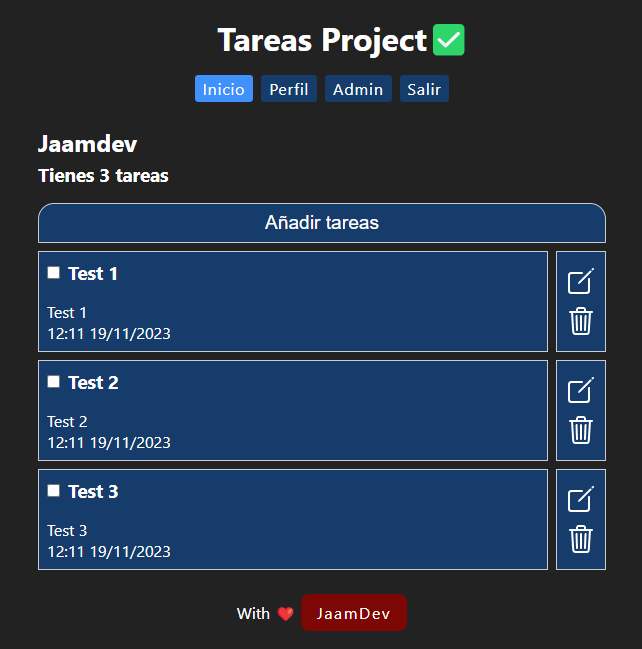 Tareas Project ✅
Inicio Perfil Admin Salir
Jaamdev
Tienes 3 tareas
Añadir tareas
Test 1
Test 1
12:11 19/11/2023
Test 2
Test 2
12:11 19/11/2023
Test 3
Test 3
12:11 19/11/2023
With ❤️ JaamDev